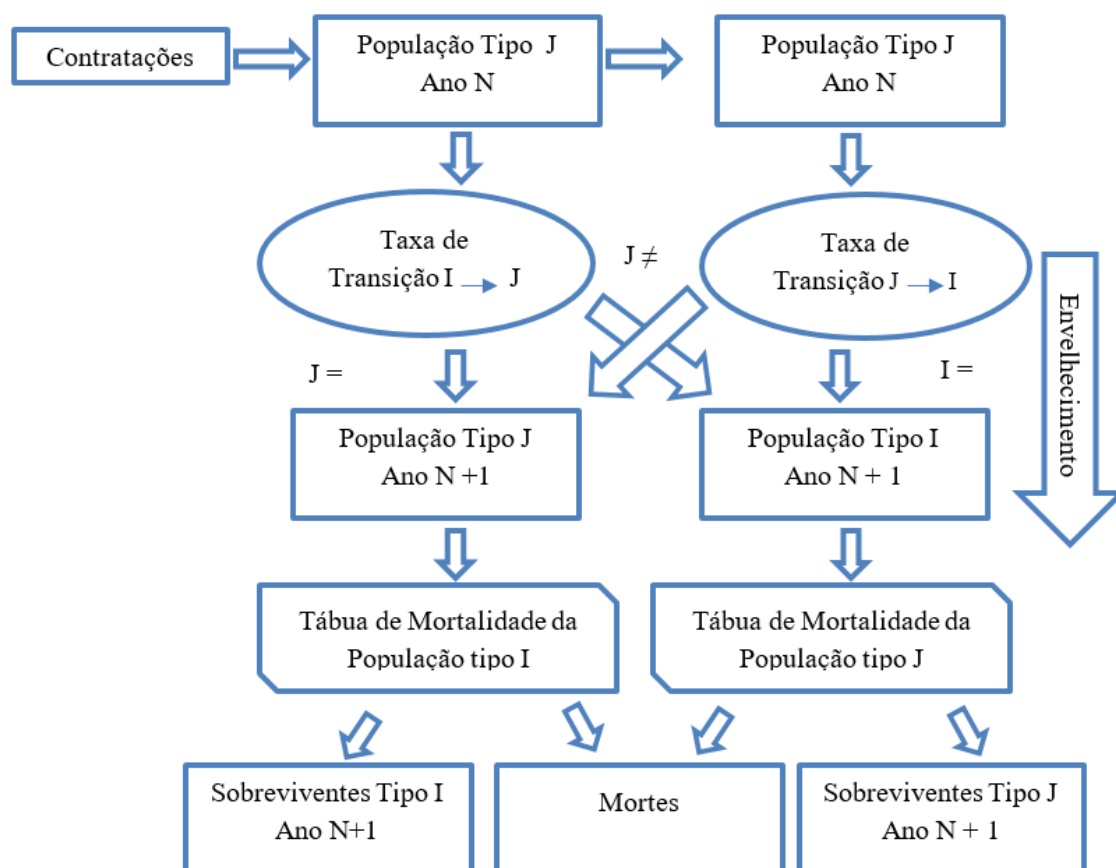 Contratações
População Tipo J
Ano N
População Tipo J
Ano N
Taxa de
Transição I → J
J ≠
Taxa de
Transição J → I
Envelhecimento
J =
I =
População Tipo J
Ano N +1
População Tipo I
Ano N + 1
Tábua de Mortalidade da
População tipo I
Tábua de Mortalidade da
População tipo J
Sobreviventes Tipo I
Ano N+1
Mortes
Sobreviventes Tipo J
Ano N + 1